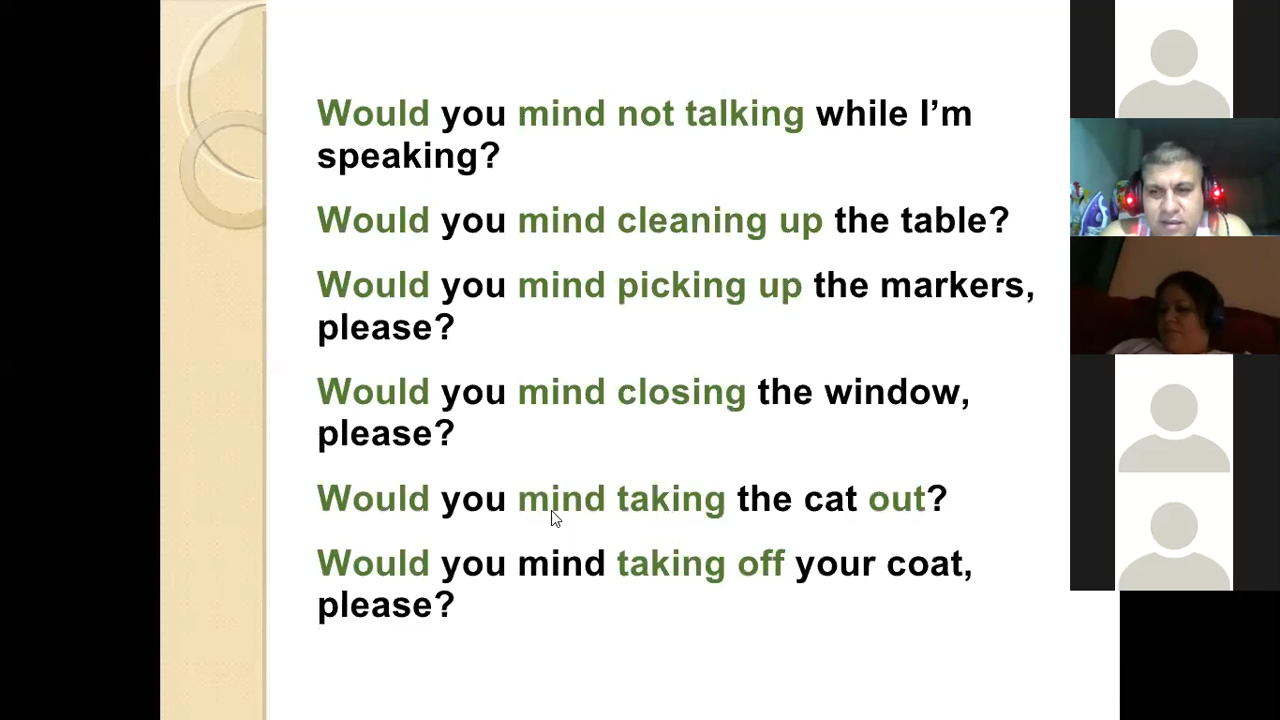 Would you mind not talking while I’m
speaking?
Would you mind cleaning up the table?
Would you mind picking up the markers,
please?
Would you mind closing the window,
please?
Would you mind taking the cat out?
Would you mind taking off your coat,
please?